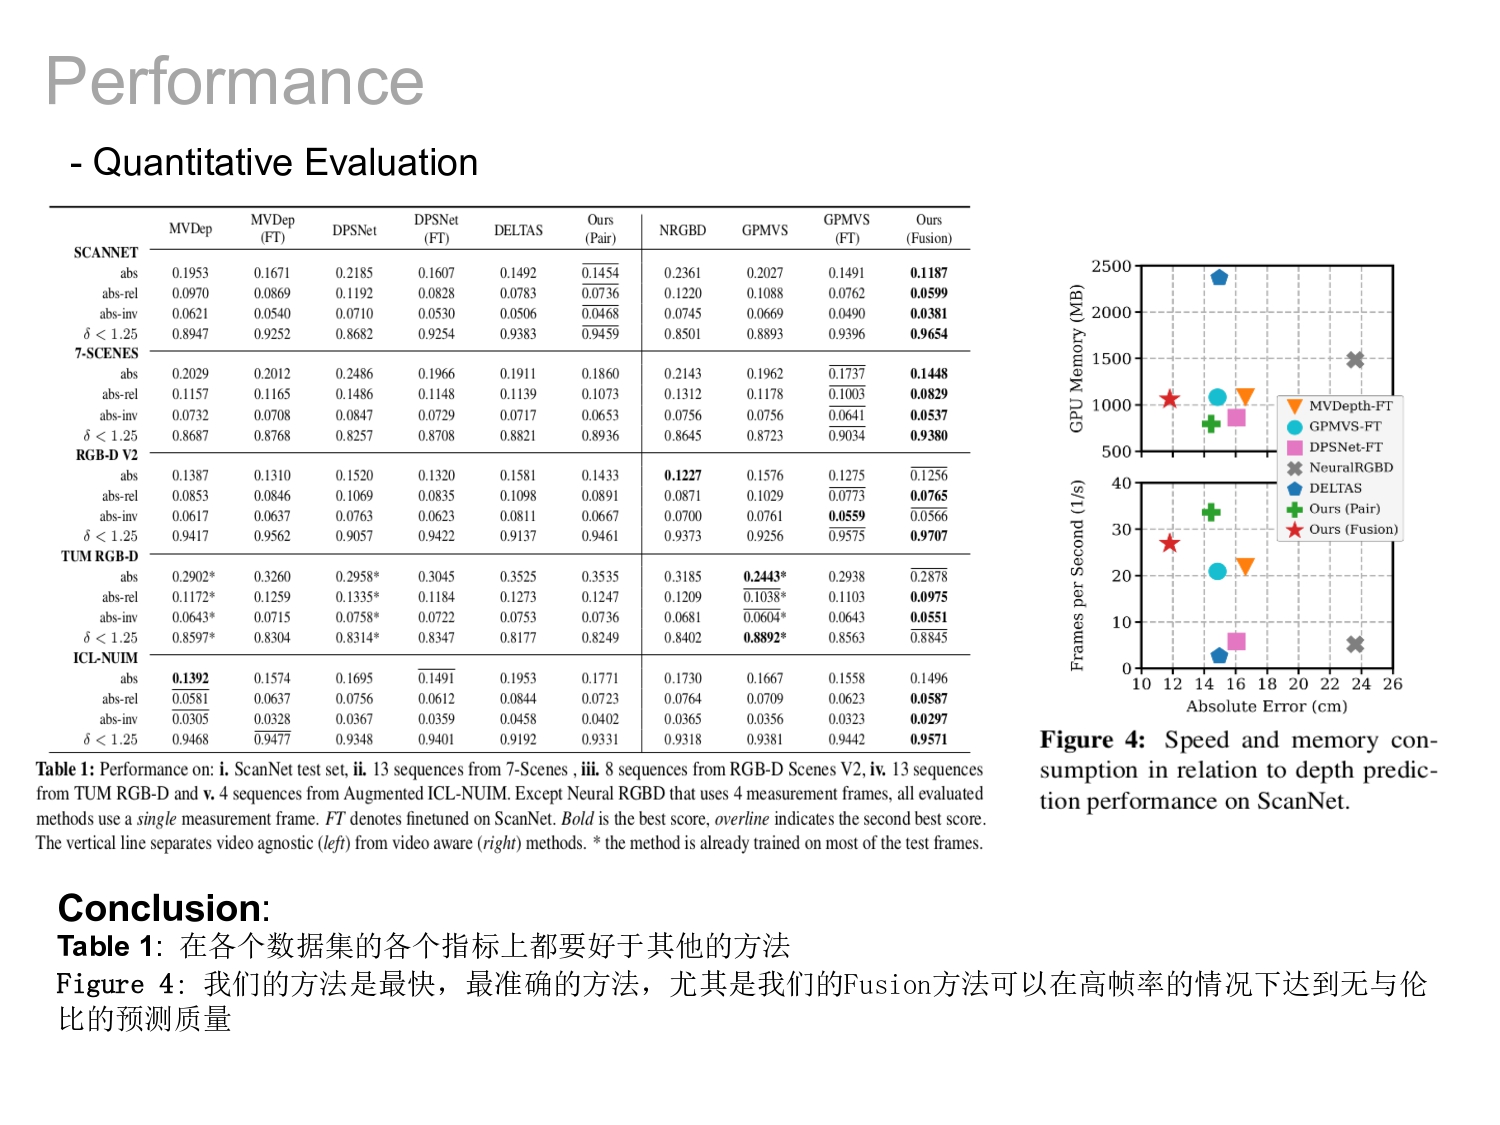 Performance
- Quantitative Evaluation
MVDep MVDep (FT) DPSNet DPSNet (FT) DELTAS Ours (Pair) NRGBD GPMVS GPMVS (FT) Ours (Fusion)
SCANNET
abs 0.1953 0.1671 0.2185 0.1607 0.1492 0.1454 0.2361 0.2027 0.1491 0.1187
abs-rel 0.0970 0.0869 0.1192 0.0828 0.0783 0.0736 0.1220 0.1088 0.0762 0.0599
abs-inv 0.0621 0.0540 0.0710 0.0530 0.0506 0.0468 0.0745 0.0669 0.0490 0.0381
δ < 1.25 0.8947 0.9252 0.8682 0.9254 0.9383 0.9459 0.8501 0.8893 0.9396 0.9654
7-SCENES
abs 0.2029 0.2012 0.2486 0.1966 0.1911 0.1860 0.2143 0.1962 0.1737 0.1448
abs-rel 0.1157 0.1165 0.1486 0.1148 0.1139 0.1073 0.1312 0.1178 0.1003 0.0829
abs-inv 0.0732 0.0708 0.0847 0.0729 0.0717 0.0653 0.0756 0.0756 0.0641 0.0537
δ < 1.25 0.8687 0.8768 0.8257 0.8708 0.8821 0.8936 0.8645 0.8723 0.9034 0.9380
RGB-D V2
abs 0.1387 0.1310 0.1520 0.1320 0.1581 0.1433 0.1227 0.1576 0.1275 0.1256
abs-rel 0.0853 0.0846 0.1069 0.0835 0.1098 0.0891 0.0871 0.1029 0.0773 0.0765
abs-inv 0.0617 0.0637 0.0763 0.0623 0.0811 0.0667 0.0700 0.0761 0.0559 0.0566
δ < 1.25 0.9417 0.9562 0.9057 0.9422 0.9137 0.9461 0.9373 0.9256 0.9575 0.9707
TUM RGB-D
abs 0.2902* 0.3260 0.2958* 0.3045 0.3525 0.3535 0.3185 0.2443* 0.2938 0.2878
abs-rel 0.1172* 0.1259 0.1335* 0.1184 0.1273 0.1247 0.1209 0.1038* 0.1103 0.0975
abs-inv 0.0643* 0.0715 0.0758* 0.0722 0.0753 0.0736 0.0681 0.0604* 0.0643 0.0551
δ < 1.25 0.8597* 0.8304 0.8314* 0.8347 0.8177 0.8249 0.8402 0.8892* 0.8563 0.8845
ICL-NUIM
abs 0.1392 0.1574 0.1695 0.1491 0.1953 0.1771 0.1730 0.1667 0.1558 0.1496
abs-rel 0.0581 0.0637 0.0756 0.0612 0.0844 0.0723 0.0764 0.0709 0.0623 0.0587
abs-inv 0.0305 0.0328 0.0367 0.0359 0.0458 0.0402 0.0365 0.0356 0.0323 0.0297
δ < 1.25 0.9468 0.9477 0.9348 0.9401 0.9192 0.9331 0.9318 0.9381 0.9442 0.9571
Table 1: Performance on: i. ScanNet test set, ii. 13 sequences from 7-Scenes , iii. 8 sequences from RGB-D Scenes V2, iv. 13 sequences
from TUM RGB-D and v. 4 sequences from Augmented ICL-NUIM. Except Neural RGBD that uses 4 measurement frames, all evaluated
methods use a single measurement frame. FT denotes finetuned on ScanNet. Bold is the best score, overline indicates the second best score.
The vertical line separates video agnostic (left) from video aware (right) methods. * the method is already trained on most of the test frames.
GPU Memory (MB)
2500
2000
1500
1000
500
Frames per Second (1/s)
40
30
20
10
0
10 12 14 16 18 20 22 24 26
Absolute Error (cm)
MVDepth-FT
GPMVS-FT
DPSNet-FT
NeuralRGBD
DELTAS
Ours (Pair)
Ours (Fusion)
Figure 4: Speed and memory con-
sumption in relation to depth predic-
tion performance on ScanNet.
Conclusion:
Table 1: 在各个数据集的各个指标上都要好于其他的方法
Figure 4: 我们的方法是最快，最准确的方法，尤其是我们的Fusion方法可以在高帧率的情况下达到无与伦
比的预测质量